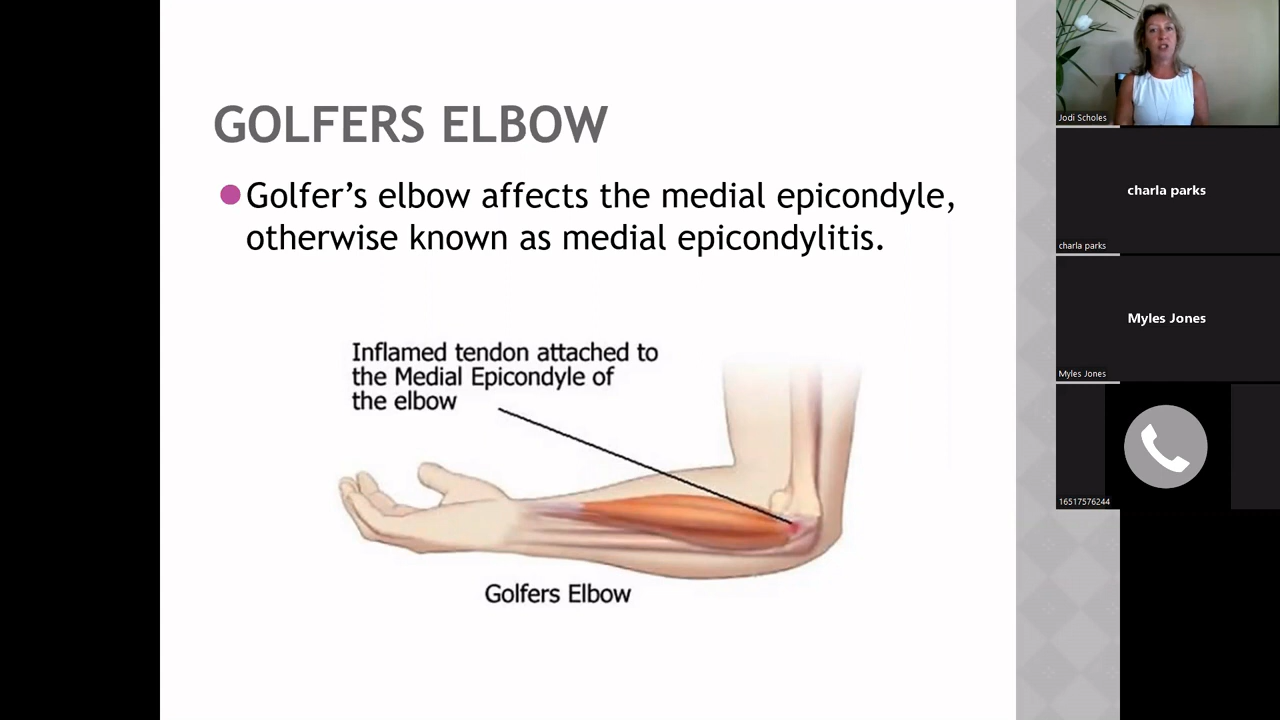 GOLFERS ELBOW
Golfer’s elbow affects the medial epicondyle,
otherwise known as medial epicondylitis.
Inflamed tendon attached to
the Medial Epicondyle of
the elbow
Golfers Elbow
Jodi Scholes
charla parks
charla parks
Myles Jones
Myles Jones
16517576244